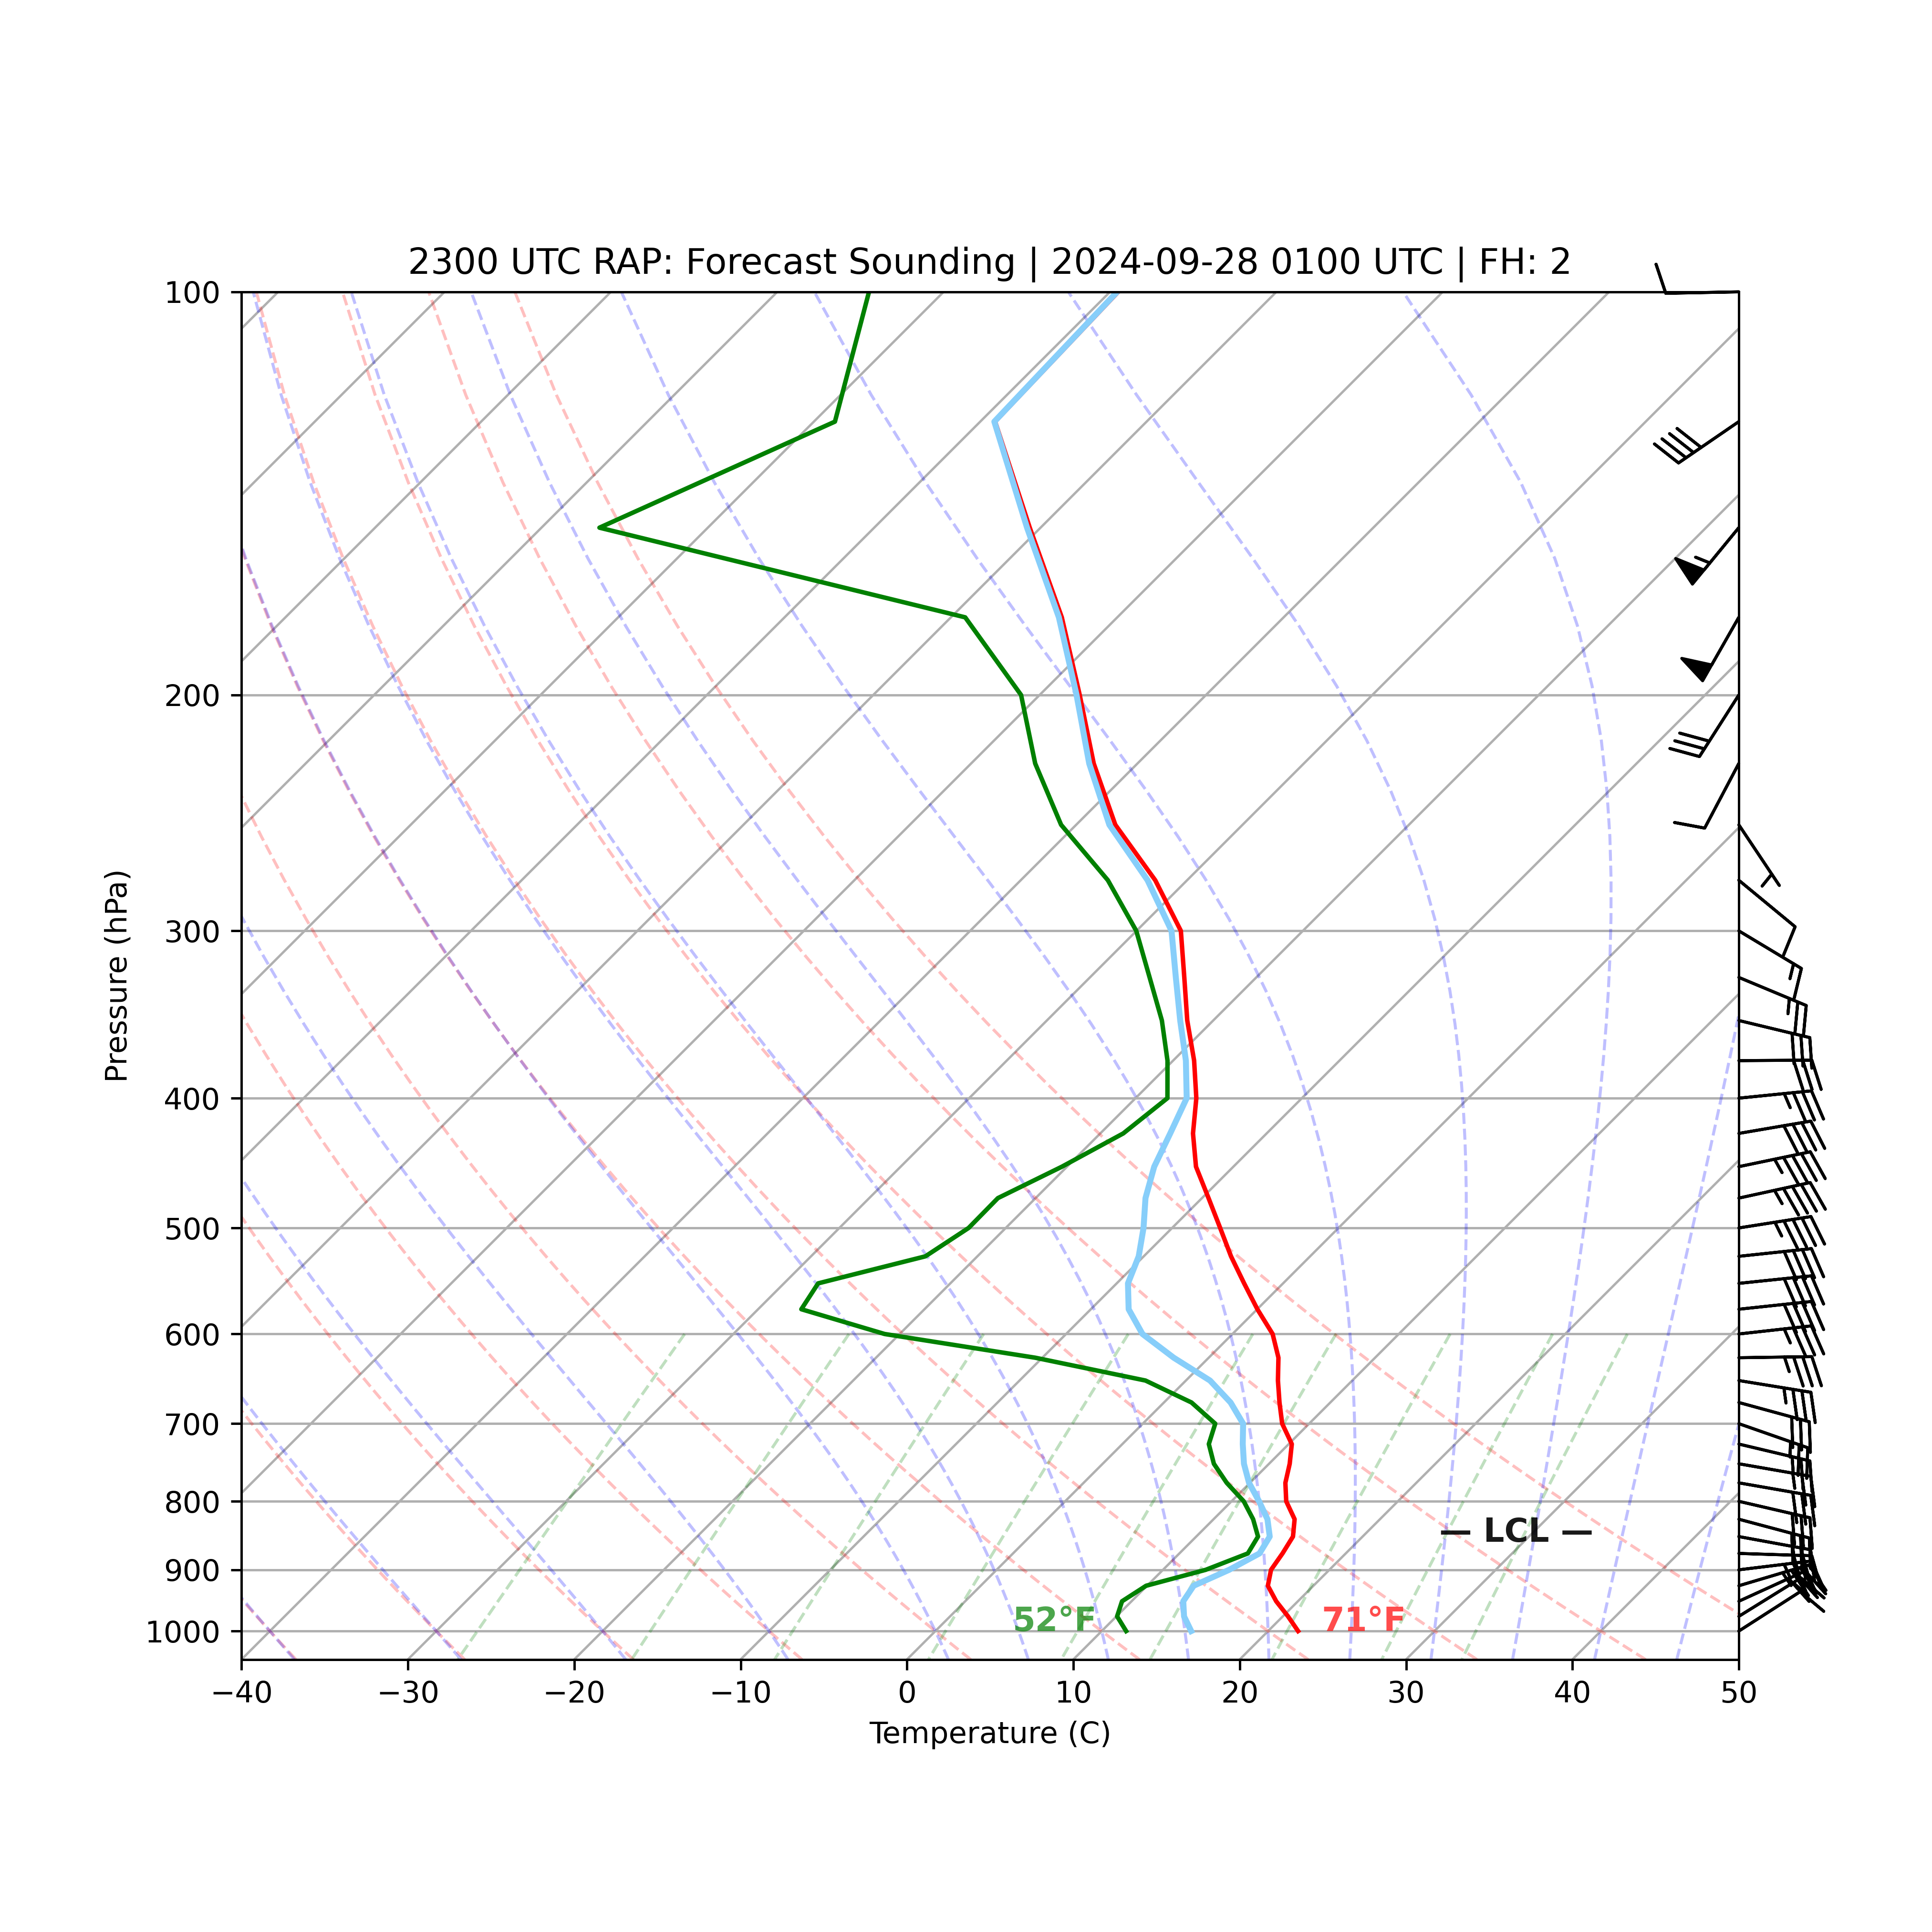 2300 UTC RAP: Forecast Sounding | 2024-09-28 0100 UTC | FH: 2
100
200
300
400
500
600
700
800
900
1000
Pressure (hPa)
— LCL —
52°F
71°F
−40 −30 −20 −10 0 10 20 30 40 50
Temperature (C)